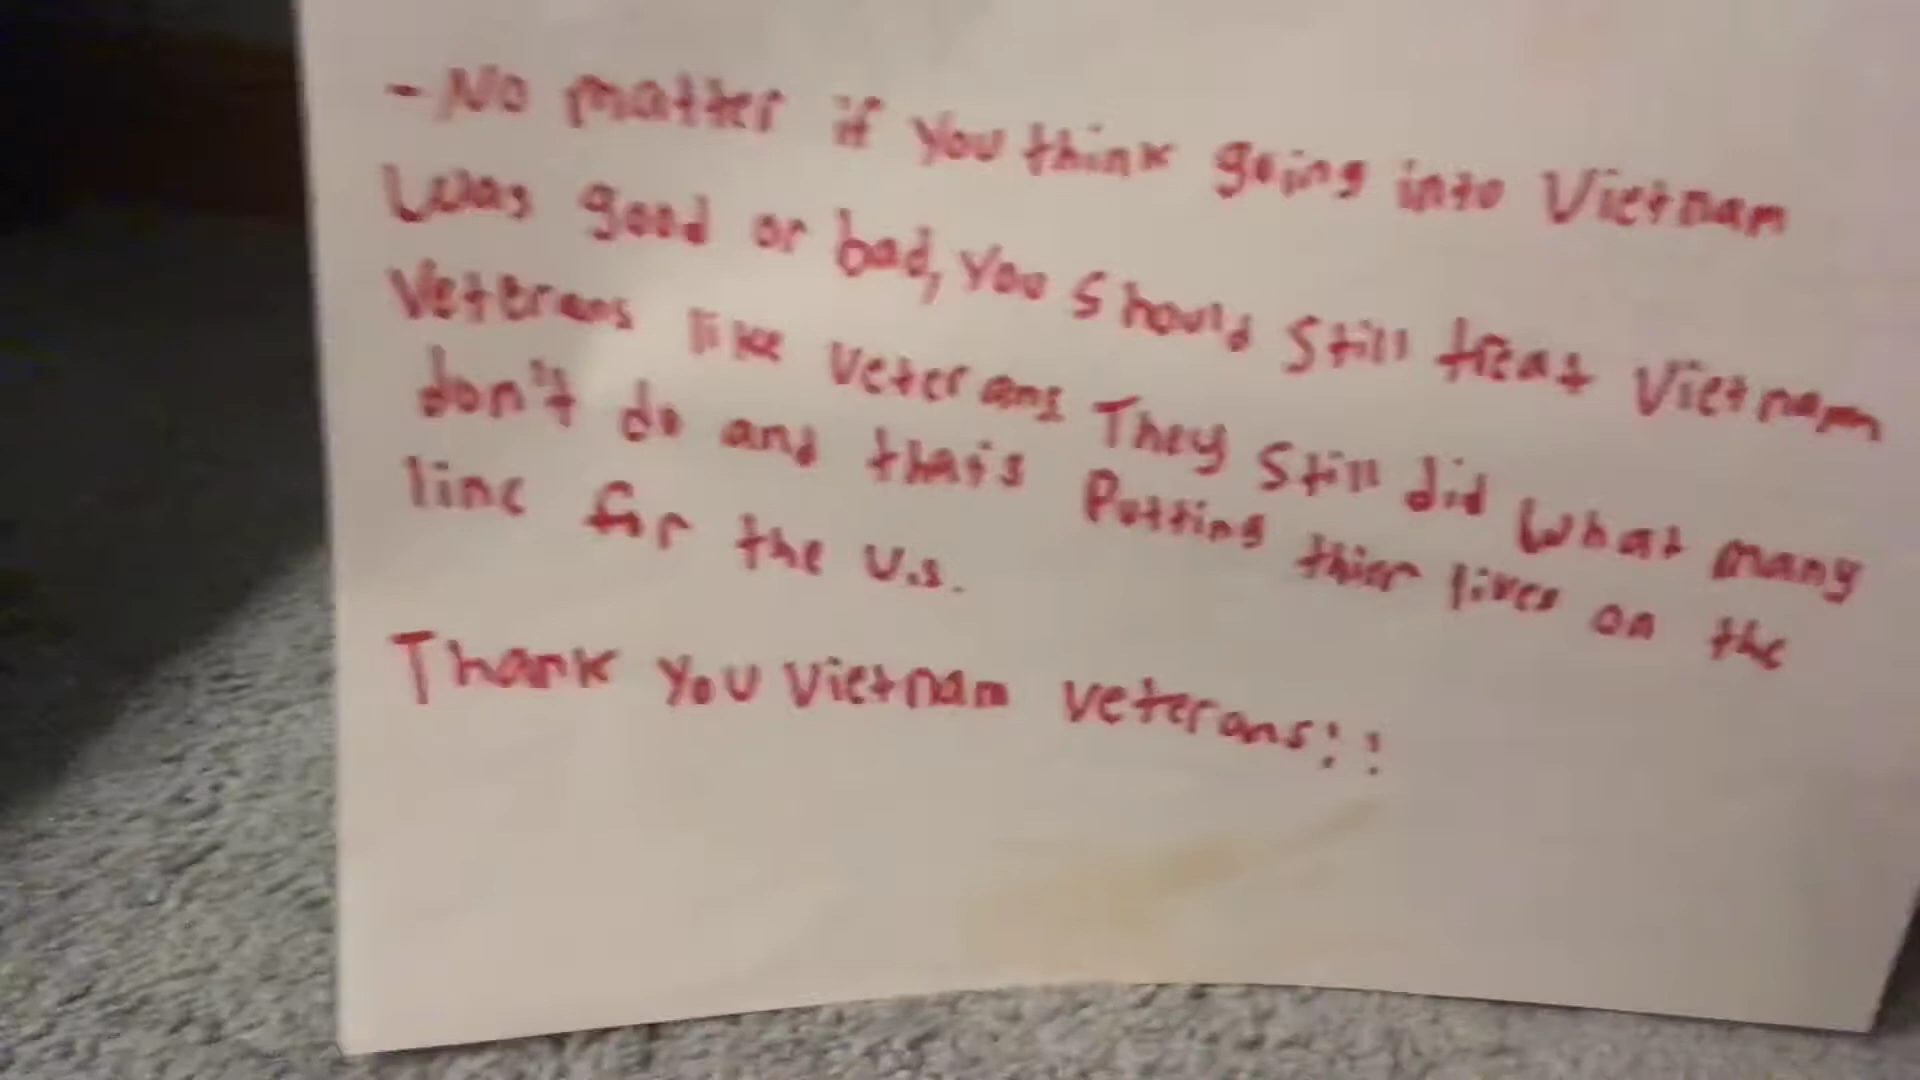 - No matter if you think going into Vietnam
was good or bad, you should still treat Vietnam
Veterans like veterans They still did what many
don't do and that's Putting thier lives on the
line for the U.S.
Thank you Vietnam veterans!!